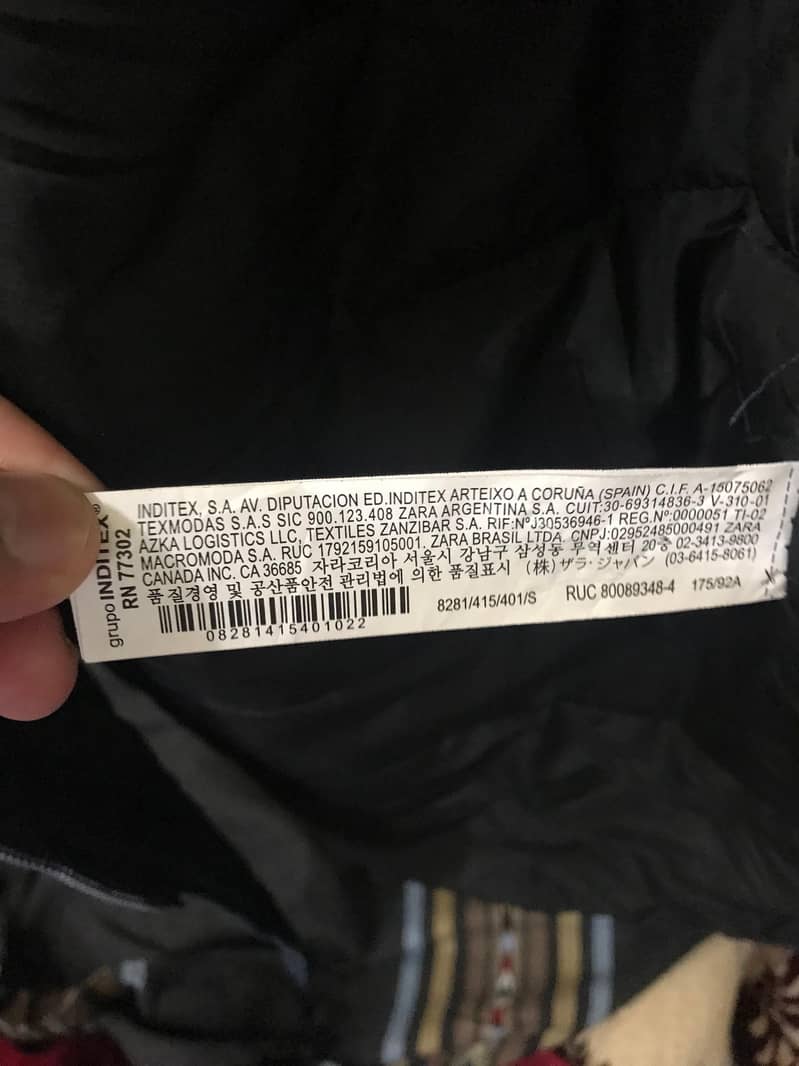 grupo INDITEX®
RN 77302
INDITEX, S.A. AV. DIPUTACION ED.INDITEX ARTEIXO A CORUÑA (SPAIN) C.I.F. A-15075062
TEXMODAS S.A.S SIC 900.123.408 ZARA ARGENTINA S.A. CUIT:30-69314836-3 V-310-01
AZKA LOGISTICS LLC, TEXTILES ZANZIBAR S.A. RIF:NºJ30536946-1 REG.Nº:0000051 TI-02
MACROMODA S.A. RUC 1792159105001. ZARA BRASIL LTDA. CNPJ:02952485000491 ZARA
CANADA INC. CA 36685 자라코리아 서울시 강남구 삼성동 무역센터 20층 02-3413-9800
품질경영 및 공산품안전 관리법에 의한 품질표시 (株)ザラ・ジャパン (03-6415-8061)
08281415401022
8281/415/401/S RUC 80089348-4 175/92A